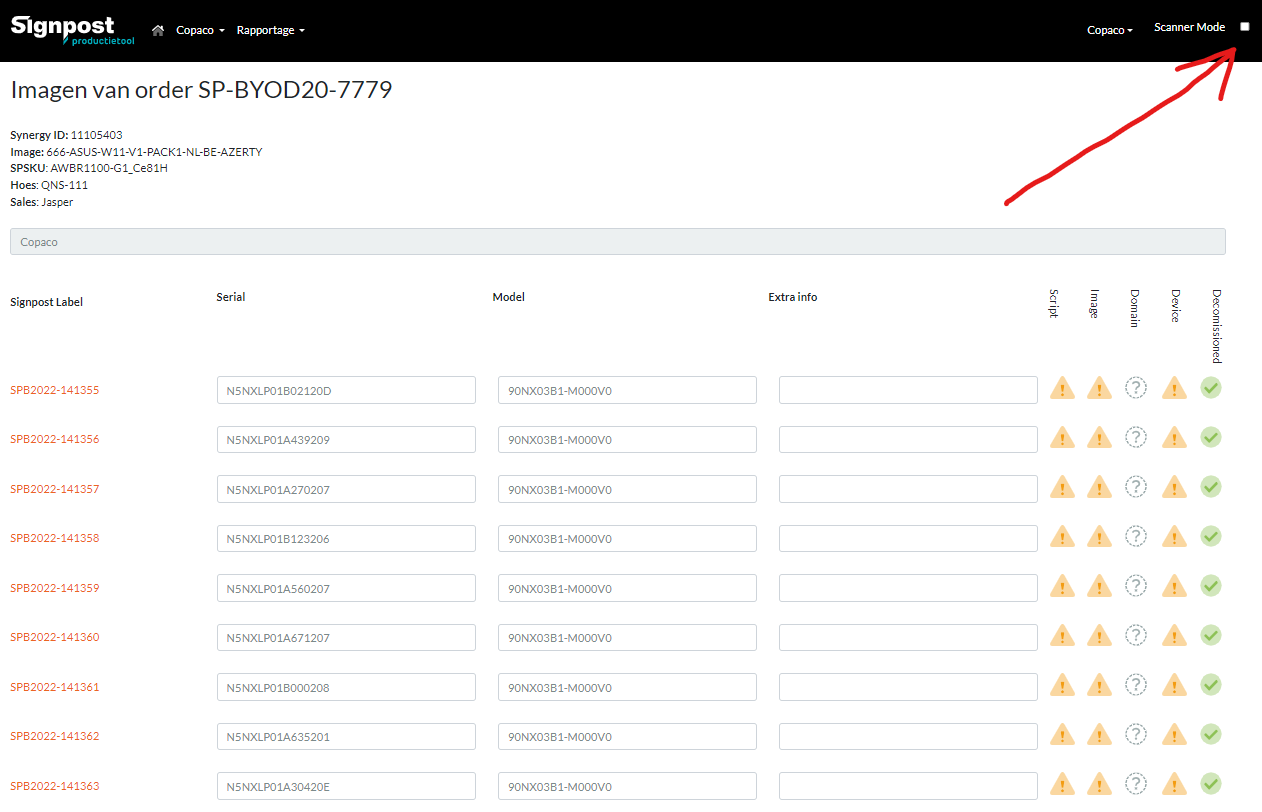 Signpost
productietool
Copaco
Rapportage
Copaco
Scanner Mode
Imagen van order SP-BYOD20-7779
Synergy ID: 11105403
Image: 666-ASUS-W11-V1-PACK1-NL-BE-AZERTY
SPSKU: AWBR1100-G1_Ce81H
Hoes: QNS-111
Sales: Jasper
Copaco
Signpost Label
Serial
Model
Extra info
Script
Image
Domain
Device
Decomissioned
SPB2022-141355 N5NXLP01B02120D 90NX03B1-M000V0
SPB2022-141356 N5NXLP01A439209 90NX03B1-M000V0
SPB2022-141357 N5NXLP01A270207 90NX03B1-M000V0
SPB2022-141358 N5NXLP01B123206 90NX03B1-M000V0
SPB2022-141359 N5NXLP01A560207 90NX03B1-M000V0
SPB2022-141360 N5NXLP01A671207 90NX03B1-M000V0
SPB2022-141361 N5NXLP01B000208 90NX03B1-M000V0
SPB2022-141362 N5NXLP01A635201 90NX03B1-M000V0
SPB2022-141363 N5NXLP01A30420E 90NX03B1-M000V0